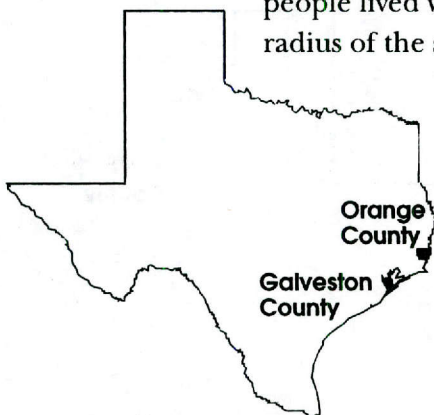 people lived w
radius of the s
Orange
County
Galveston
County